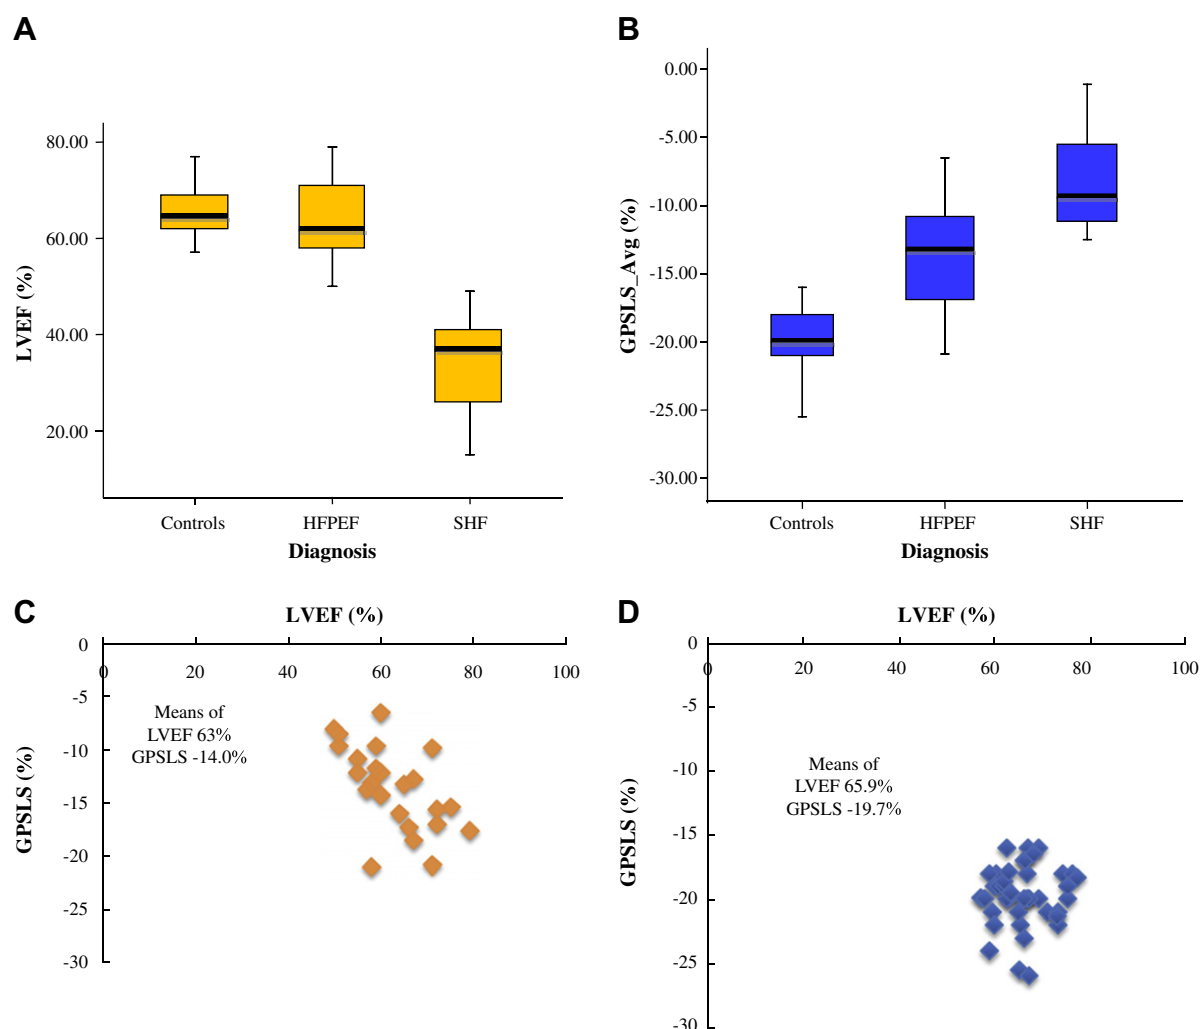 A
80.00
60.00
40.00
20.00
LVEF (%)
Controls
HFPEF
SHF
Diagnosis
B
0.00
-5.00
-10.00
-15.00
-20.00
-25.00
-30.00
GPSLS_Avg (%)
Controls
HFPEF
SHF
Diagnosis
C
LVEF (%)
0
0
20
40
60
80
100
-5
-10
-15
-20
-25
-30
GPSLS (%)
Means of
LVEF 63%
GPSLS -14.0%
D
LVEF (%)
0
0
20
40
60
80
100
-5
-10
-15
-20
-25
-30
GPSLS (%)
Means of
LVEF 65.9%
GPSLS -19.7%